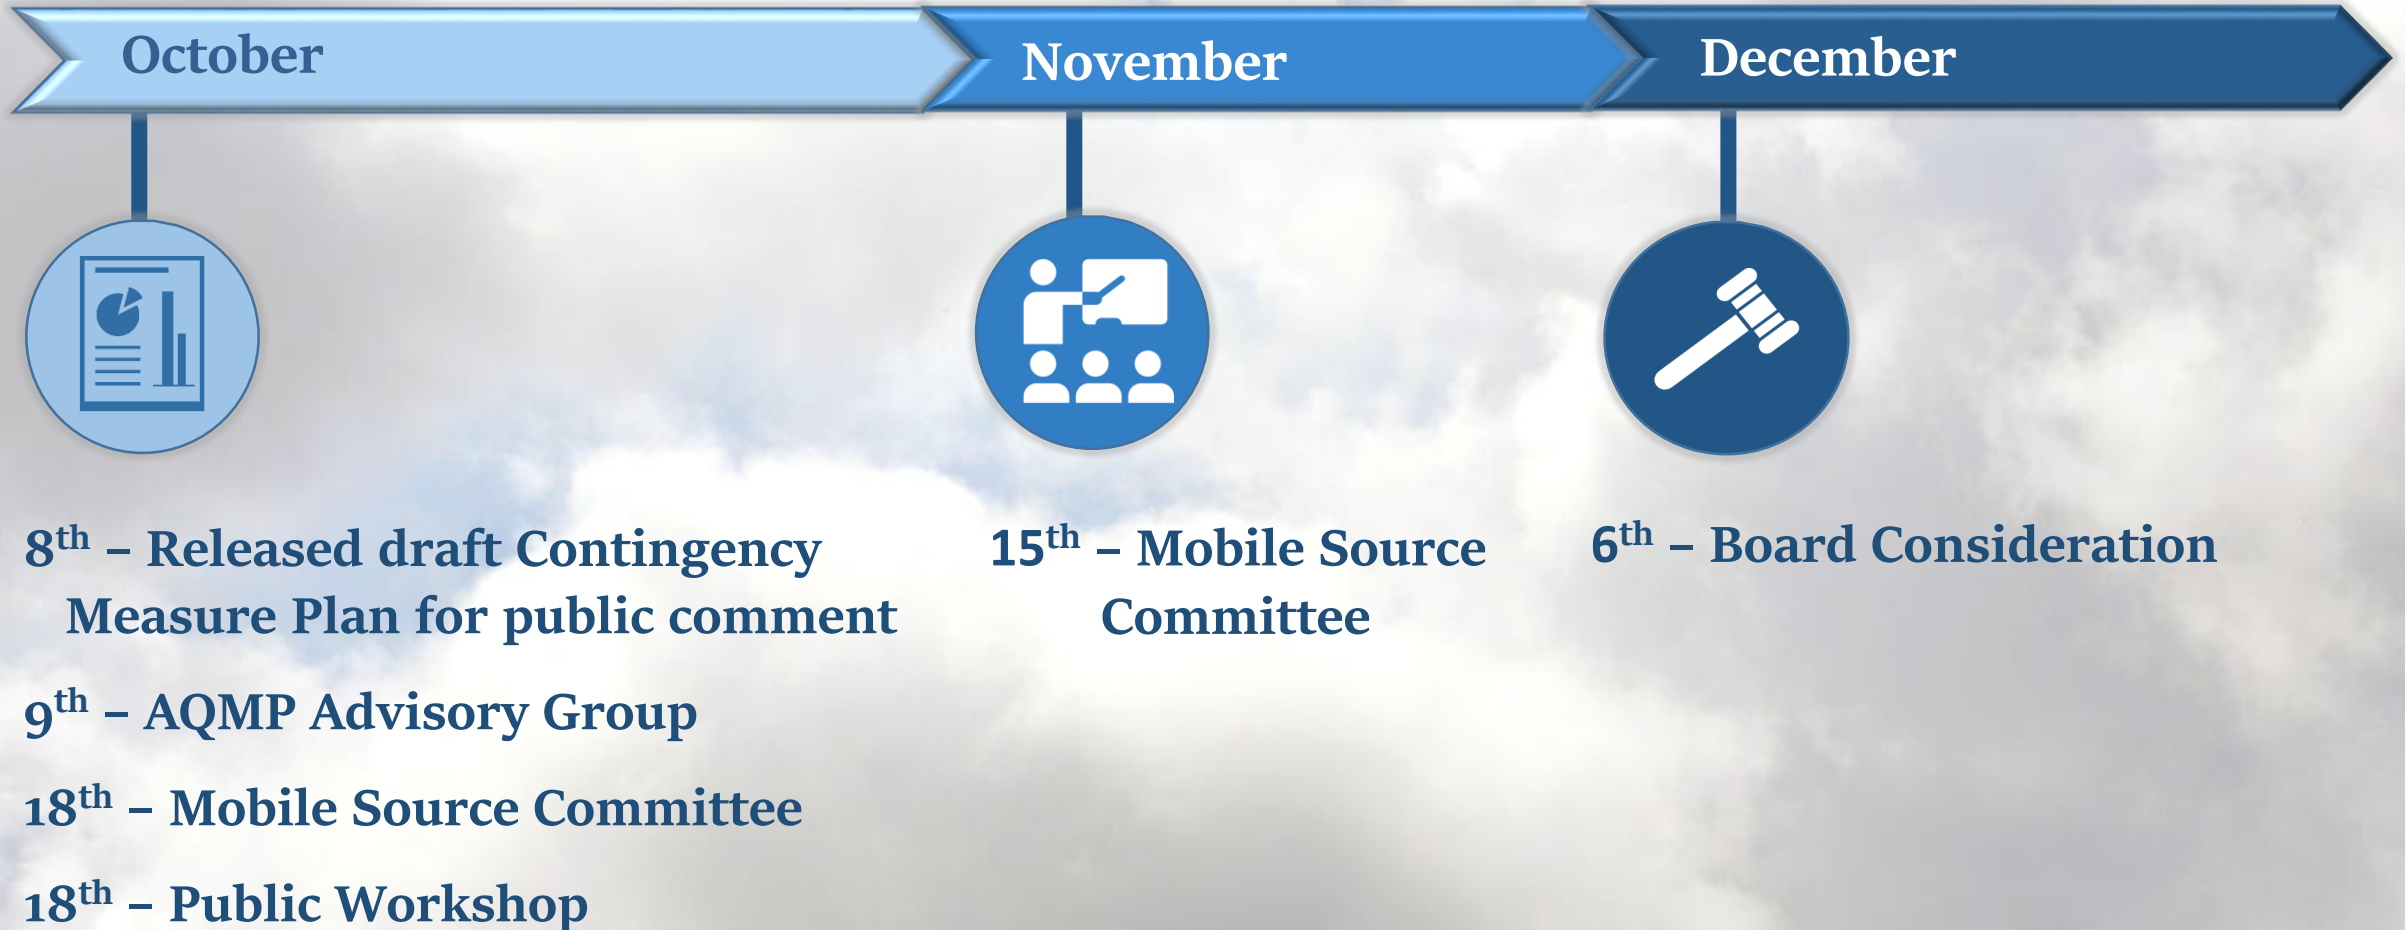 October
November
December
8th – Released draft Contingency
Measure Plan for public comment
9th – AQMP Advisory Group
18th – Mobile Source Committee
18th – Public Workshop
15th – Mobile Source
Committee
6th – Board Consideration